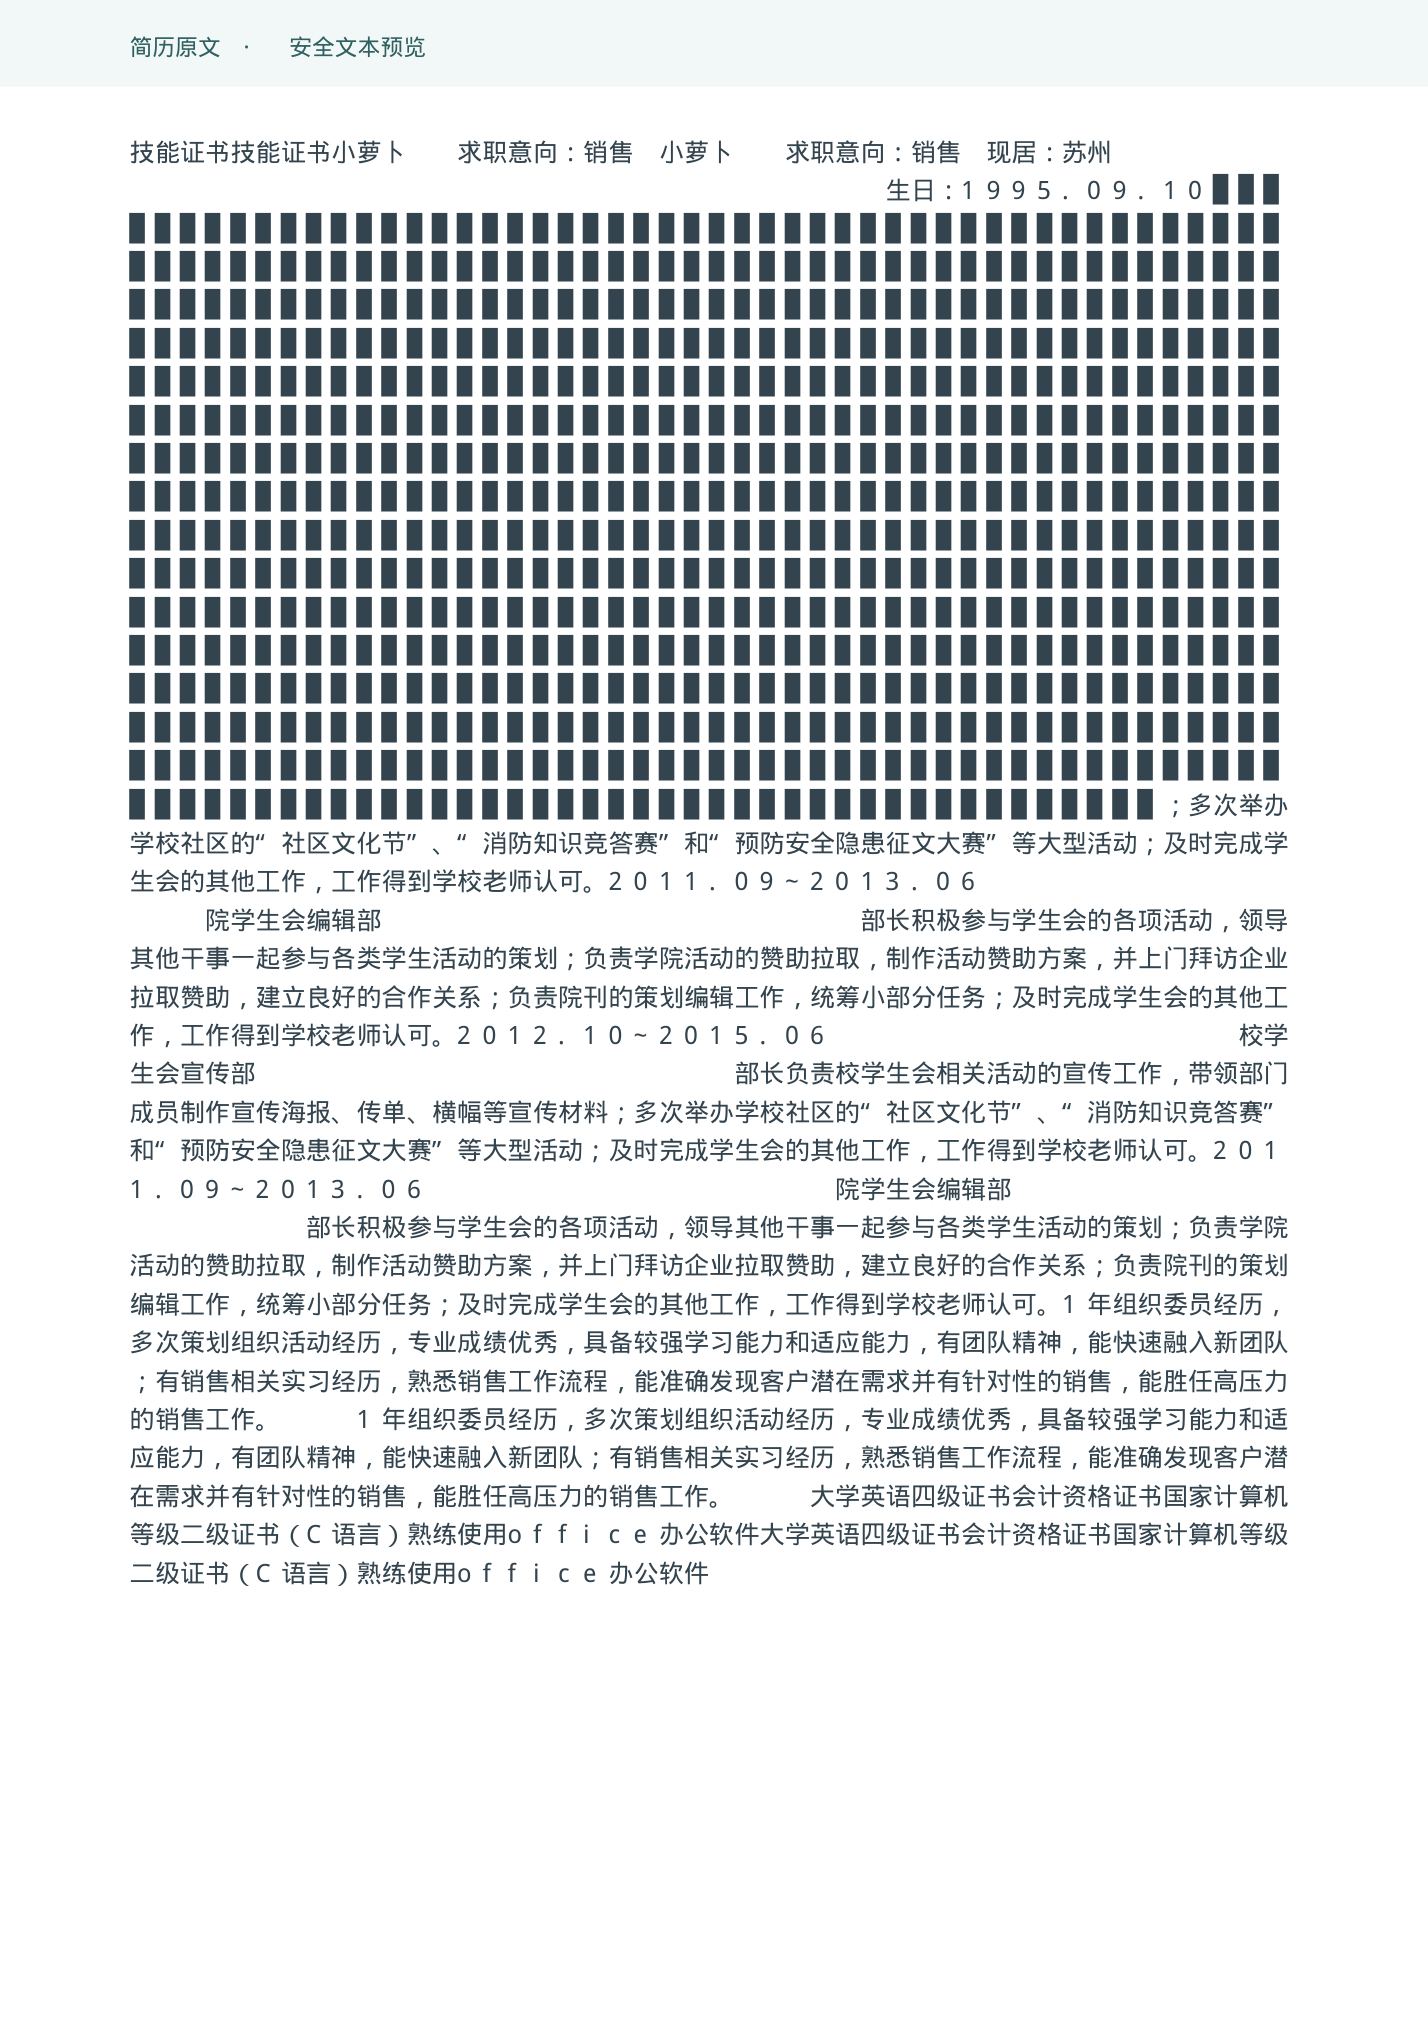 简历原文 · 安全文本预览
技能证书技能证书小萝卜 求职意向:销售 小萝卜 求职意向:销售 现居:苏州
生日:1995.09.10
;多次举办
学校社区的“社区文化节”、“消防知识竞答赛”和“预防安全隐患征文大赛”等大型活动;及时完成学
生会的其他工作,工作得到学校老师认可。2011.09~2013.06
院学生会编辑部 部长积极参与学生会的各项活动,领导
其他干事一起参与各类学生活动的策划;负责学院活动的赞助拉取,制作活动赞助方案,并上门拜访企业
拉取赞助,建立良好的合作关系;负责院刊的策划编辑工作,统筹小部分任务;及时完成学生会的其他工
作,工作得到学校老师认可。2012.10~2015.06 校学
生会宣传部 部长负责校学生会相关活动的宣传工作,带领部门
成员制作宣传海报、传单、横幅等宣传材料;多次举办学校社区的“社区文化节”、“消防知识竞答赛”
和“预防安全隐患征文大赛”等大型活动;及时完成学生会的其他工作,工作得到学校老师认可。201
1.09~2013.06 院学生会编辑部
部长积极参与学生会的各项活动,领导其他干事一起参与各类学生活动的策划;负责学院
活动的赞助拉取,制作活动赞助方案,并上门拜访企业拉取赞助,建立良好的合作关系;负责院刊的策划
编辑工作,统筹小部分任务;及时完成学生会的其他工作,工作得到学校老师认可。1年组织委员经历,
多次策划组织活动经历,专业成绩优秀,具备较强学习能力和适应能力,有团队精神,能快速融入新团队
;有销售相关实习经历,熟悉销售工作流程,能准确发现客户潜在需求并有针对性的销售,能胜任高压力
的销售工作。 1年组织委员经历,多次策划组织活动经历,专业成绩优秀,具备较强学习能力和适
应能力,有团队精神,能快速融入新团队;有销售相关实习经历,熟悉销售工作流程,能准确发现客户潜
在需求并有针对性的销售,能胜任高压力的销售工作。 大学英语四级证书会计资格证书国家计算机
等级二级证书(C语言)熟练使用office办公软件大学英语四级证书会计资格证书国家计算机等级
二级证书(C语言)熟练使用office办公软件